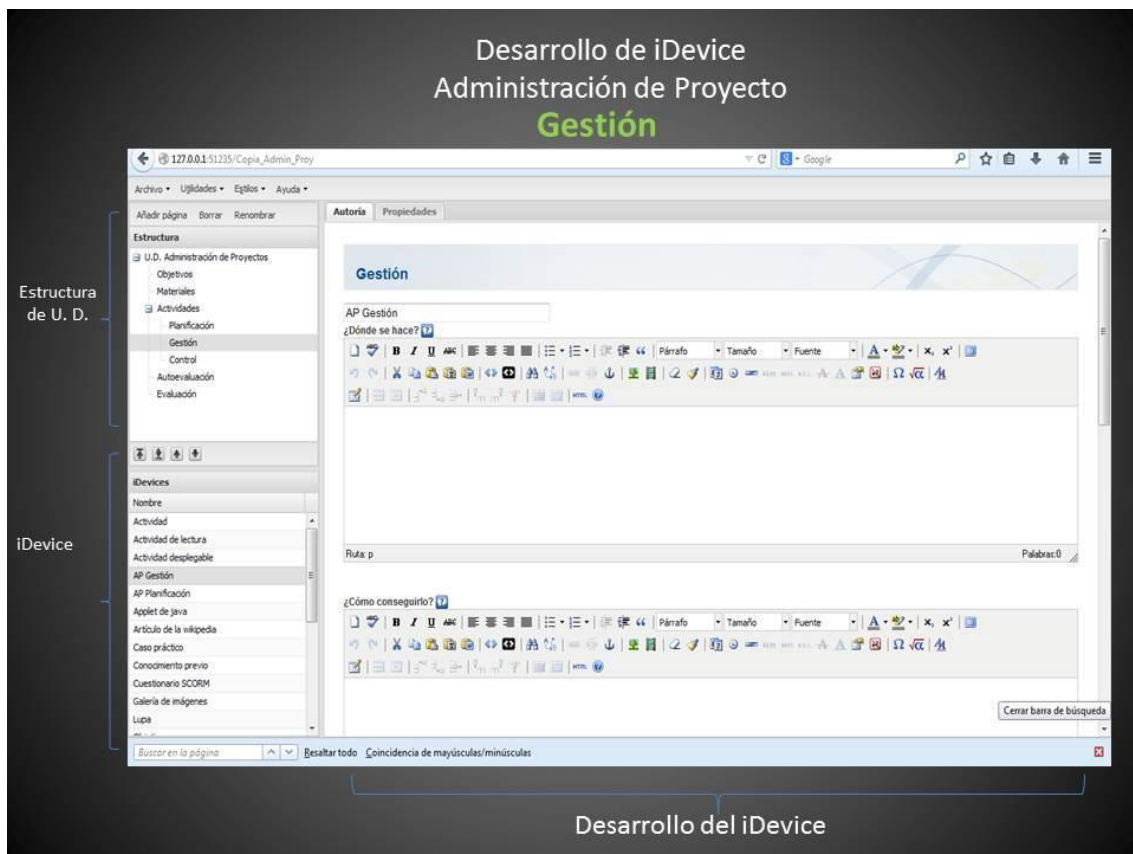 Desarrollo de iDevice
Administración de Proyecto
Gestión
127.0.0.1:51235/Copia_Admin_Proy
Google
Archivo Utilidades Estilos Ayuda
Añadir página Borrar Renombrar
Autoría Propiedades
Estructura
U.D. Administración de Proyectos
Objetivos
Materiales
Actividades
Planificación
Gestión
Control
Autoevaluación
Evaluación
Estructura
de U. D.
Gestión
AP Gestión
¿Dónde se hace?
Párrafo Tamaño Fuente
HTML
Ruta: p Palabras:0
iDevices
Nombre
Actividad
Actividad de lectura
Actividad desplegable
AP Gestión
AP Planificación
Applet de java
Artículo de la wikipedia
Caso práctico
Conocimiento previo
Cuestionario SCORM
Galería de imágenes
Lupa
iDevice
¿Cómo conseguirlo?
Párrafo Tamaño Fuente
HTML
Cerrar barra de búsqueda
Buscar en la página Resaltar todo Coincidencia de mayúsculas/minúsculas
Desarrollo del iDevice